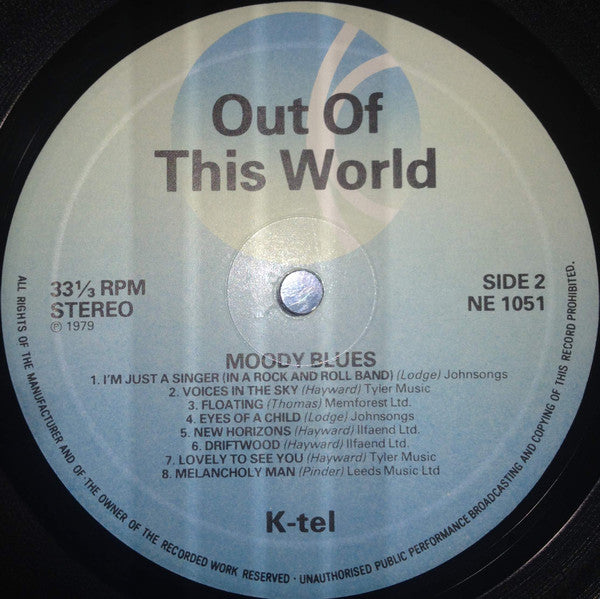 Out Of
This World
33⅓ RPM
STEREO
℗ 1979
SIDE 2
NE 1051
MOODY BLUES
1. I'M JUST A SINGER (IN A ROCK AND ROLL BAND) (Lodge) Johnsongs
2. VOICES IN THE SKY (Hayward) Tyler Music
3. FLOATING (Thomas) Memforest Ltd.
4. EYES OF A CHILD (Lodge) Johnsongs
5. NEW HORIZONS (Hayward) Ilfaend Ltd.
6. DRIFTWOOD (Hayward) Ilfaend Ltd.
7. LOVELY TO SEE YOU (Hayward) Tyler Music
8. MELANCHOLY MAN (Pinder) Leeds Music Ltd
K-tel
ALL RIGHTS OF THE MANUFACTURER AND OF THE OWNER OF THE RECORDED WORK RESERVED · UNAUTHORISED PUBLIC PERFORMANCE BROADCASTING AND COPYING OF THIS RECORD PROHIBITED.